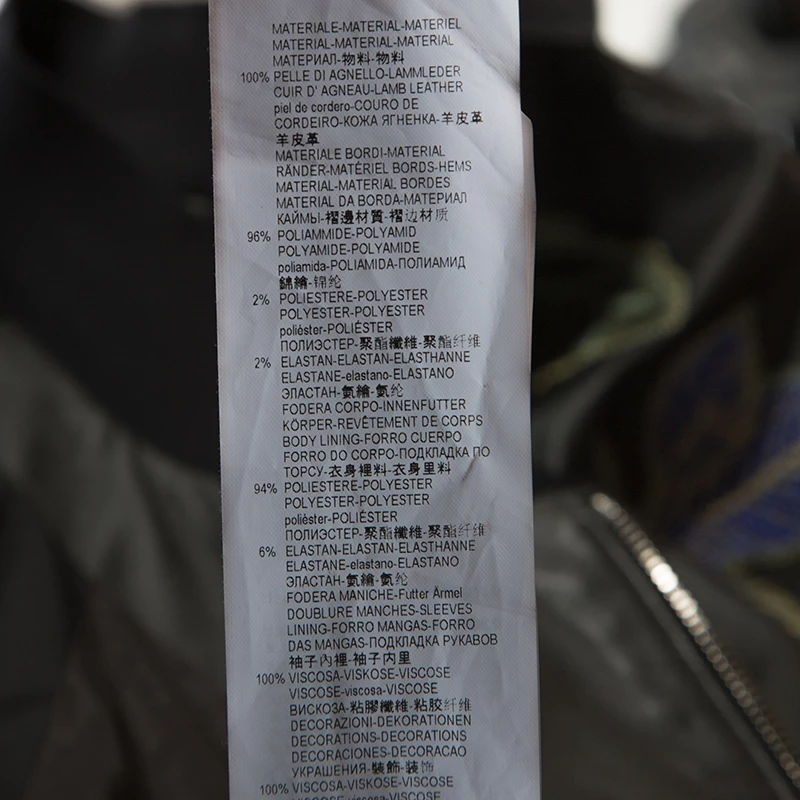 MATERIALE-MATERIAL-MATERIEL
MATERIAL-MATERIAL-MATERIAL
МАТЕРИАЛ-物料-物料
100% PELLE DI AGNELLO-LAMMLEDER
CUIR D' AGNEAU-LAMB LEATHER
piel de cordero-COURO DE
CORDEIRO-КОЖА ЯГНЕНКА-羊皮革
羊皮革
MATERIALE BORDI-MATERIAL
RÄNDER-MATÉRIEL BORDS-HEMS
MATERIAL-MATERIAL BORDES
MATERIAL DA BORDA-МАТЕРИАЛ
КАЙМЫ-褶邊材質-褶边材质
96% POLIAMMIDE-POLYAMID
POLYAMIDE-POLYAMIDE
poliamida-POLIAMIDA-ПОЛИАМИД
錦綸-锦纶
2% POLIESTERE-POLYESTER
POLYESTER-POLYESTER
poliéster-POLIÉSTER
ПОЛИЭСТЕР-聚酯纖維-聚酯纤维
2% ELASTAN-ELASTAN-ELASTHANNE
ELASTANE-elastano-ELASTANO
ЭЛАСТАН-氨綸-氨纶
FODERA CORPO-INNENFUTTER
KÖRPER-REVÊTEMENT DE CORPS
BODY LINING-FORRO CUERPO
FORRO DO CORPO-ПОДКЛАДКА ПО
ТОРСУ-衣身裡料-衣身里料
94% POLIESTERE-POLYESTER
POLYESTER-POLYESTER
poliéster-POLIÉSTER
ПОЛИЭСТЕР-聚酯纖維-聚酯纤维
6% ELASTAN-ELASTAN-ELASTHANNE
ELASTANE-elastano-ELASTANO
ЭЛАСТАН-氨綸-氨纶
FODERA MANICHE-Futter Ärmel
DOUBLURE MANCHES-SLEEVES
LINING-FORRO MANGAS-FORRO
DAS MANGAS-ПОДКЛАДКА РУКАВОВ
袖子內裡-袖子内里
100% VISCOSA-VISKOSE-VISCOSE
VISCOSE-viscosa-VISCOSE
ВИСКОЗА-粘膠纖維-粘胶纤维
DECORAZIONI-DEKORATIONEN
DECORATIONS-DECORATIONS
DECORACIONES-DECORACAO
УКРАШЕНИЯ-裝飾-装饰
100% VISCOSA-VISKOSE-VISCOSE
VISCOSE-viscosa-VISCOSE